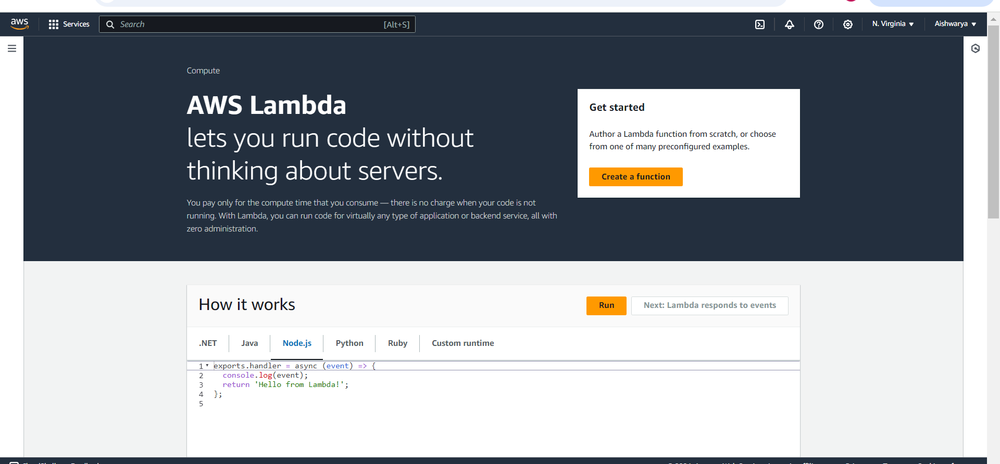 aws
Services
Search
[Alt+S]
N. Virginia
Aishwarya
Compute
AWS Lambda
lets you run code without
thinking about servers.
You pay only for the compute time that you consume — there is no charge when your code is not
running. With Lambda, you can run code for virtually any type of application or backend service, all with
zero administration.
Get started
Author a Lambda function from scratch, or choose
from one of many preconfigured examples.
Create a function
How it works
Run
Next: Lambda responds to events
.NET
Java
Node.js
Python
Ruby
Custom runtime
1 exports.handler = async (event) => {
2 console.log(event);
3 return 'Hello from Lambda!';
4 };
5